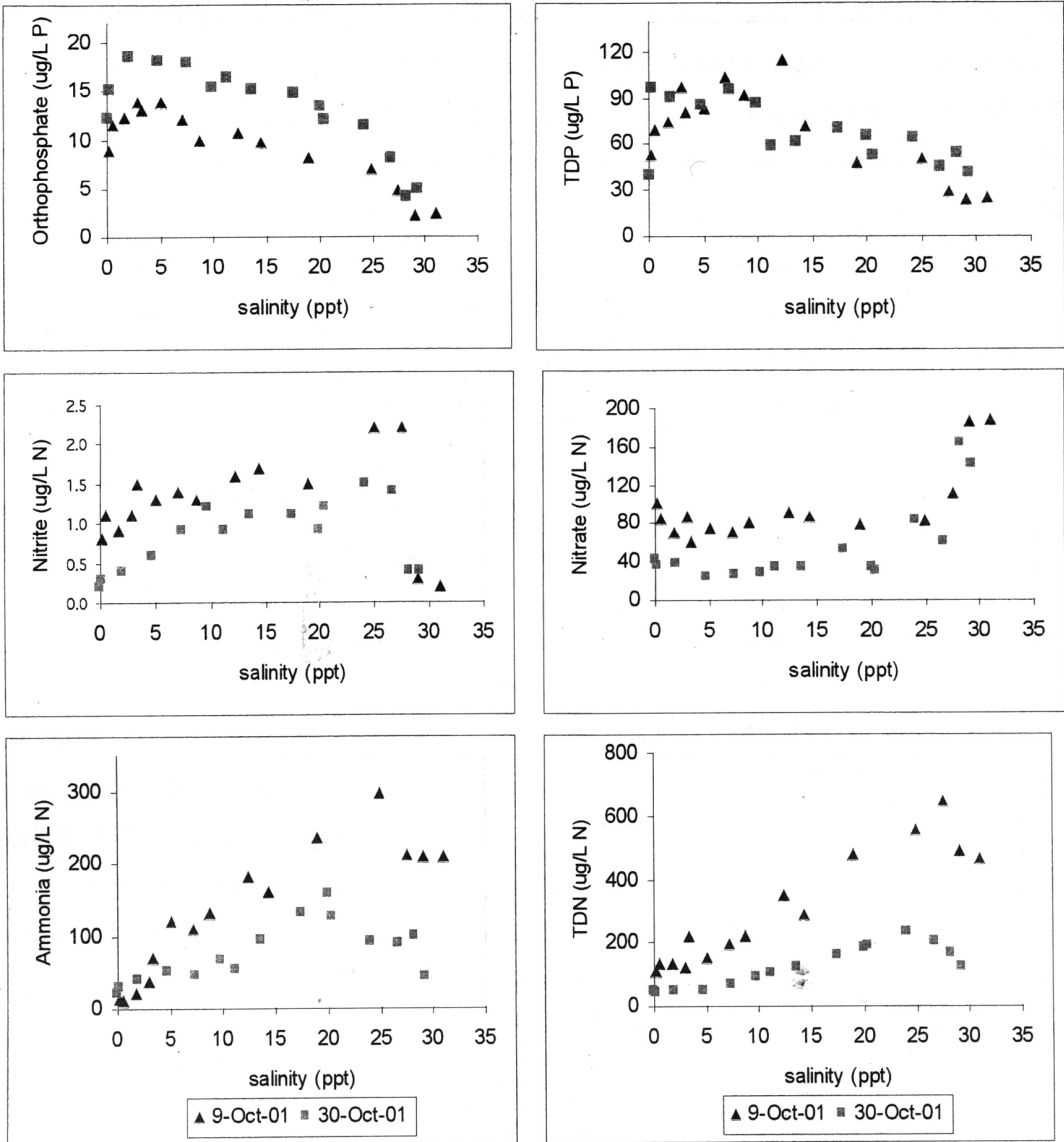 Orthophosphate (ug/L P)
20
15
10
5
0
0 5 10 15 20 25 30 35
salinity (ppt)
TDP (ug/L P)
120
90
60
30
0
0 5 10 15 20 25 30 35
salinity (ppt)
Nitrite (ug/L N)
2.5
2.0
1.5
1.0
0.5
0.0
0 5 10 15 20 25 30 35
salinity (ppt)
Nitrate (ug/L N)
200
160
120
80
40
0
0 5 10 15 20 25 30 35
salinity (ppt)
Ammonia (ug/L N)
300
200
100
0
0 5 10 15 20 25 30 35
salinity (ppt)
9-Oct-01 30-Oct-01
TDN (ug/L N)
800
600
400
200
0
0 5 10 15 20 25 30 35
salinity (ppt)
9-Oct-01 30-Oct-01